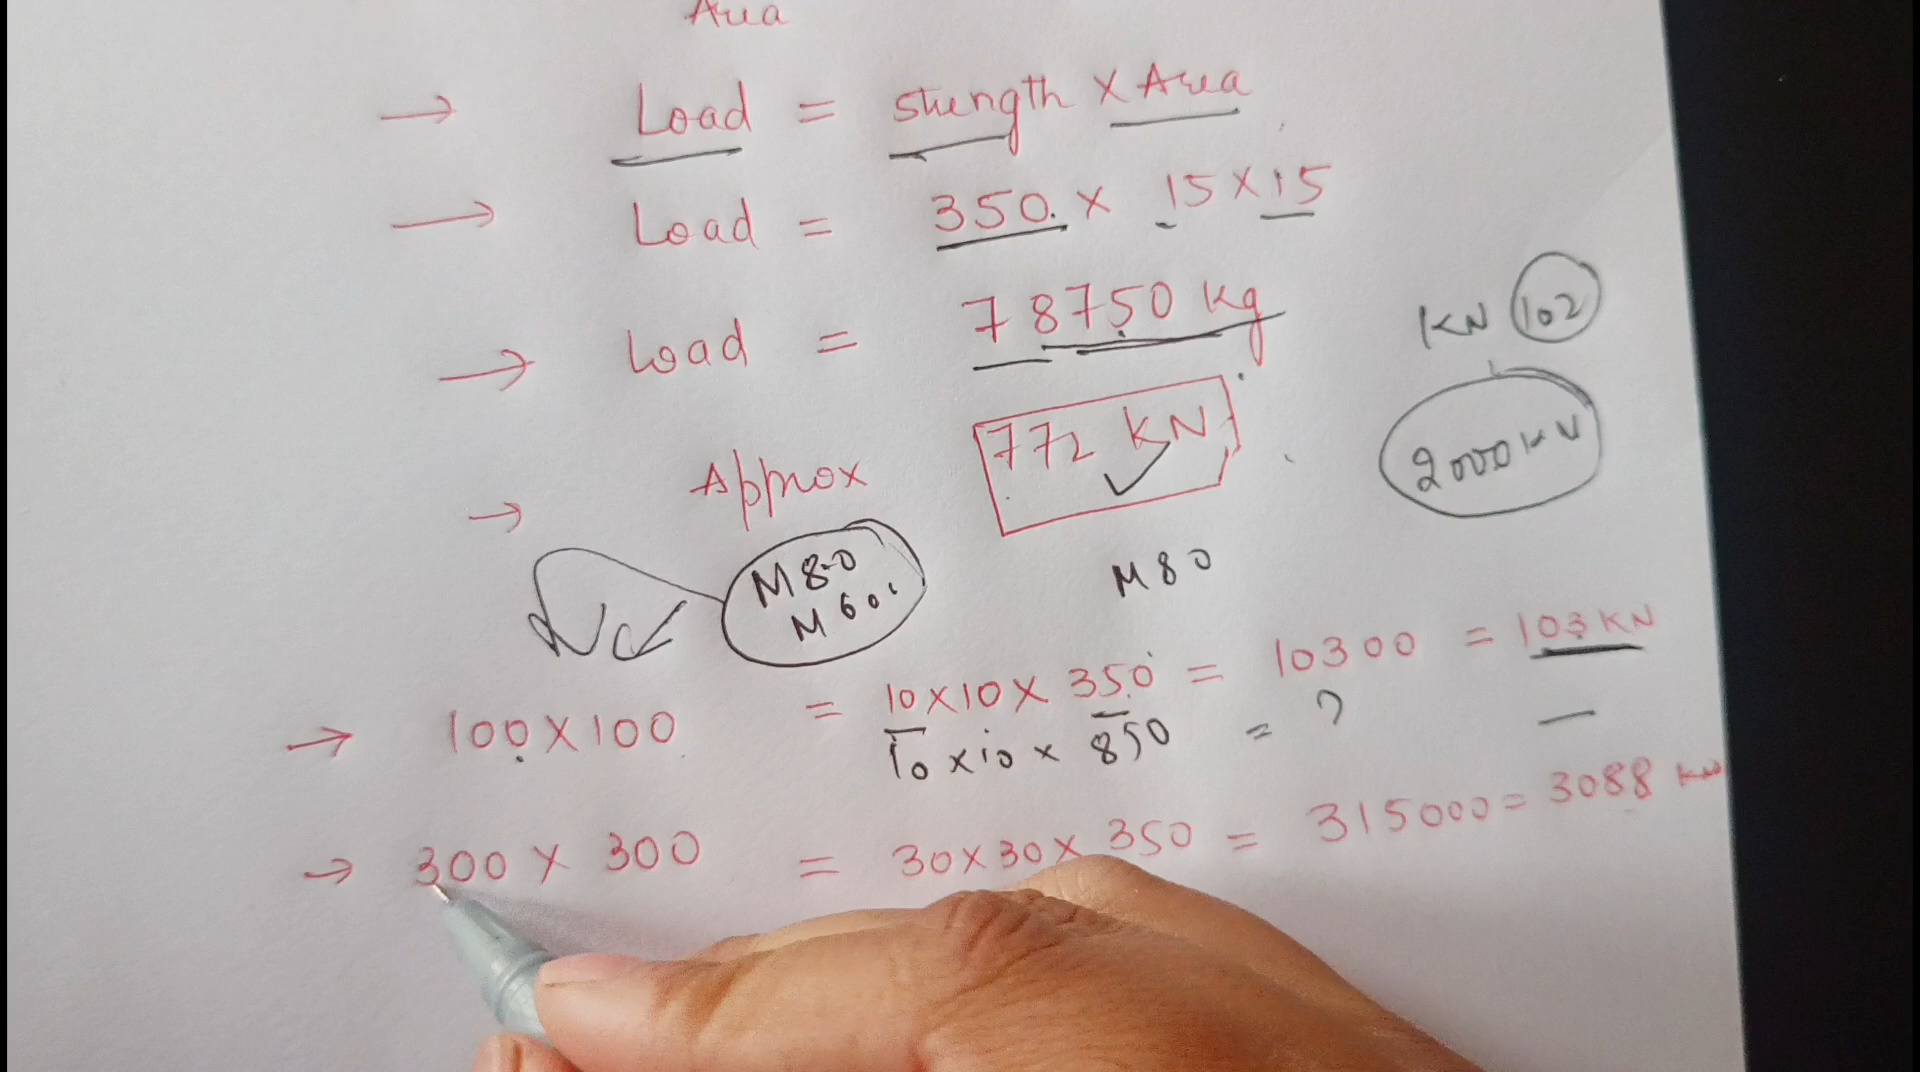 Area
→ Load = strength X Area
→ Load = 350. X 15 X 15
→ Load = 78750 kg
KN 102
→ Approx 772 KN
2000 KN
M80
M60
M80
→ 100 X 100 = 10 X 10 X 350 = 10300 = 103 KN
10 x 10 x 850 = ?
→ 300 X 300 = 30 X 30 X 350 = 315000 = 3088 KN